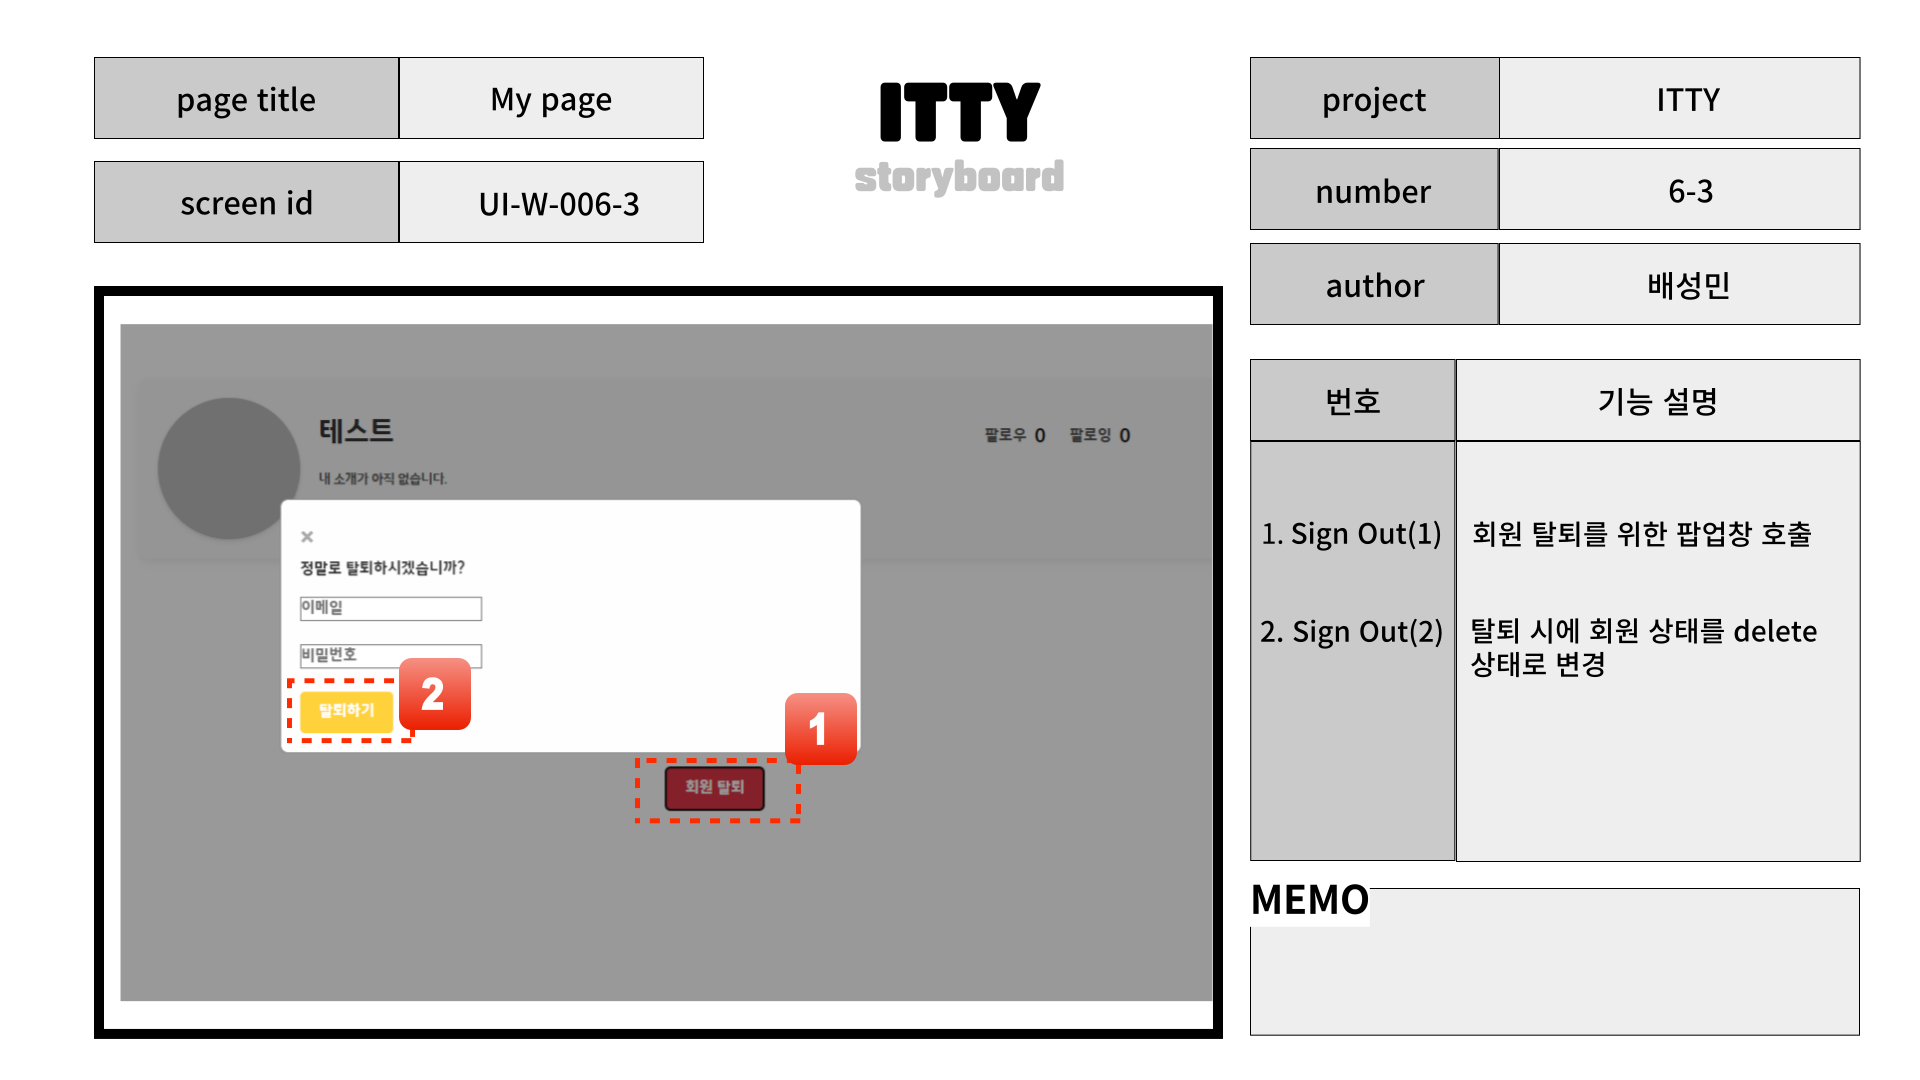 page title
My page
screen id
UI-W-006-3
ITTY
storyboard
project
ITTY
number
6-3
author
배성민
테스트
팔로우 0 팔로잉 0
내 소개가 아직 없습니다.
×
정말로 탈퇴하시겠습니까?
이메일
비밀번호
탈퇴하기
2
1
회원 탈퇴
번호
기능 설명
1. Sign Out(1)
회원 탈퇴를 위한 팝업창 호출
2. Sign Out(2)
탈퇴 시에 회원 상태를 delete
상태로 변경
MEMO